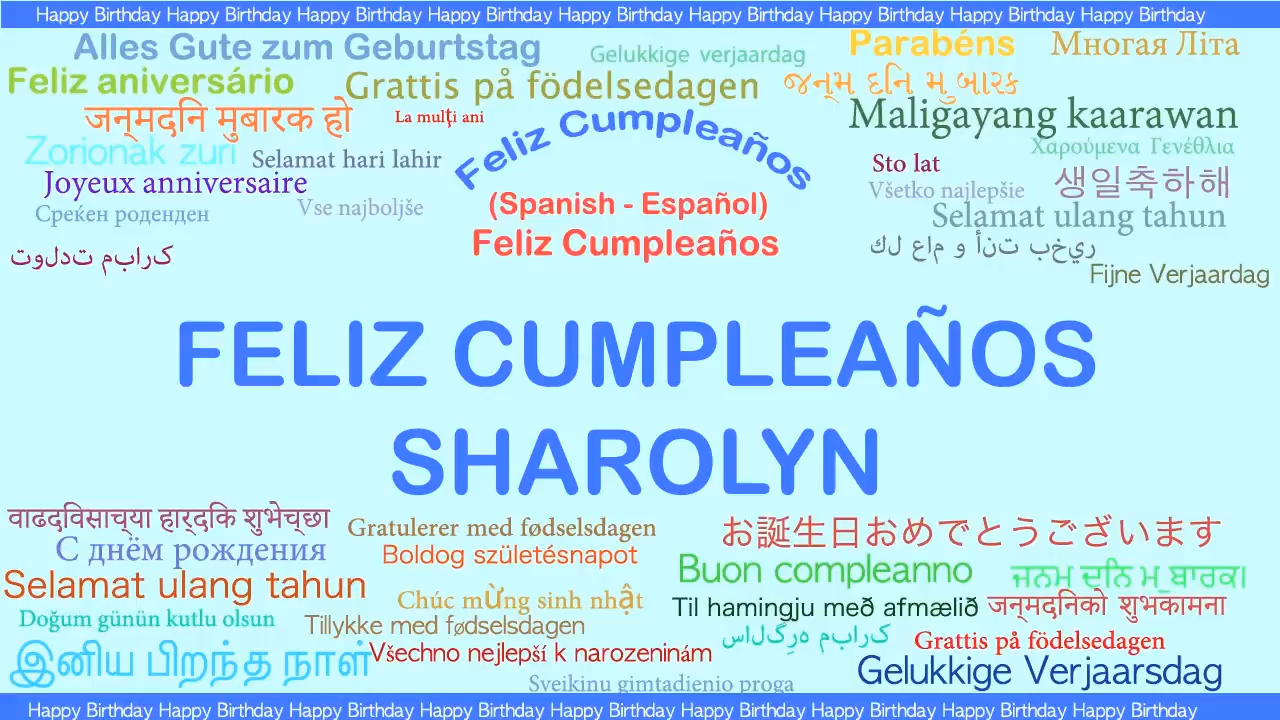 Happy Birthday Happy Birthday Happy Birthday Happy Birthday Happy Birthday Happy Birthday Happy Birthday Happy Birthday Happy Birthday
Alles Gute zum Geburtstag
Gelukkige verjaardag
Parabéns
Многая Літа
Feliz aniversário
Grattis på födelsedagen
જન્મ દિન મુબારક
जन्मदिन मुबारक हो
La mulţi ani
Feliz Cumpleaños
Maligayang kaarawan
Zorionak zuri
Selamat hari lahir
Sto lat
Χαρούμενα Γενέθλια
Joyeux anniversaire
(Spanish - Español)
Všetko najlepšie
생일축하해
Среќен роденден
Vse najboljše
Selamat ulang tahun
Feliz Cumpleaños
تولدت مبارک
كل عام و أنت بخير
Fijne Verjaardag
FELIZ CUMPLEAÑOS
SHAROLYN
वाढदिवसाच्या हार्दिक शुभेच्छा
Gratulerer med fødselsdagen
お誕生日おめでとうございます
С днём рождения
Boldog születésnapot
Buon compleanno
ਜਨਮ ਦਿਨ ਮੁਬਾਰਕ।
Selamat ulang tahun
Chúc mừng sinh nhật
Til hamingju með afmælið
जन्मदिनको शुभकामना
Doğum günün kutlu olsun
Tillykke med fødselsdagen
سالگرہ مبارک
Grattis på födelsedagen
இனிய பிறந்த நாள்
Všechno nejlepší k narozeninám
Gelukkige Verjaarsdag
Sveikinu gimtadienio proga
Happy Birthday Happy Birthday Happy Birthday Happy Birthday Happy Birthday Happy Birthday Happy Birthday Happy Birthday Happy Birthday